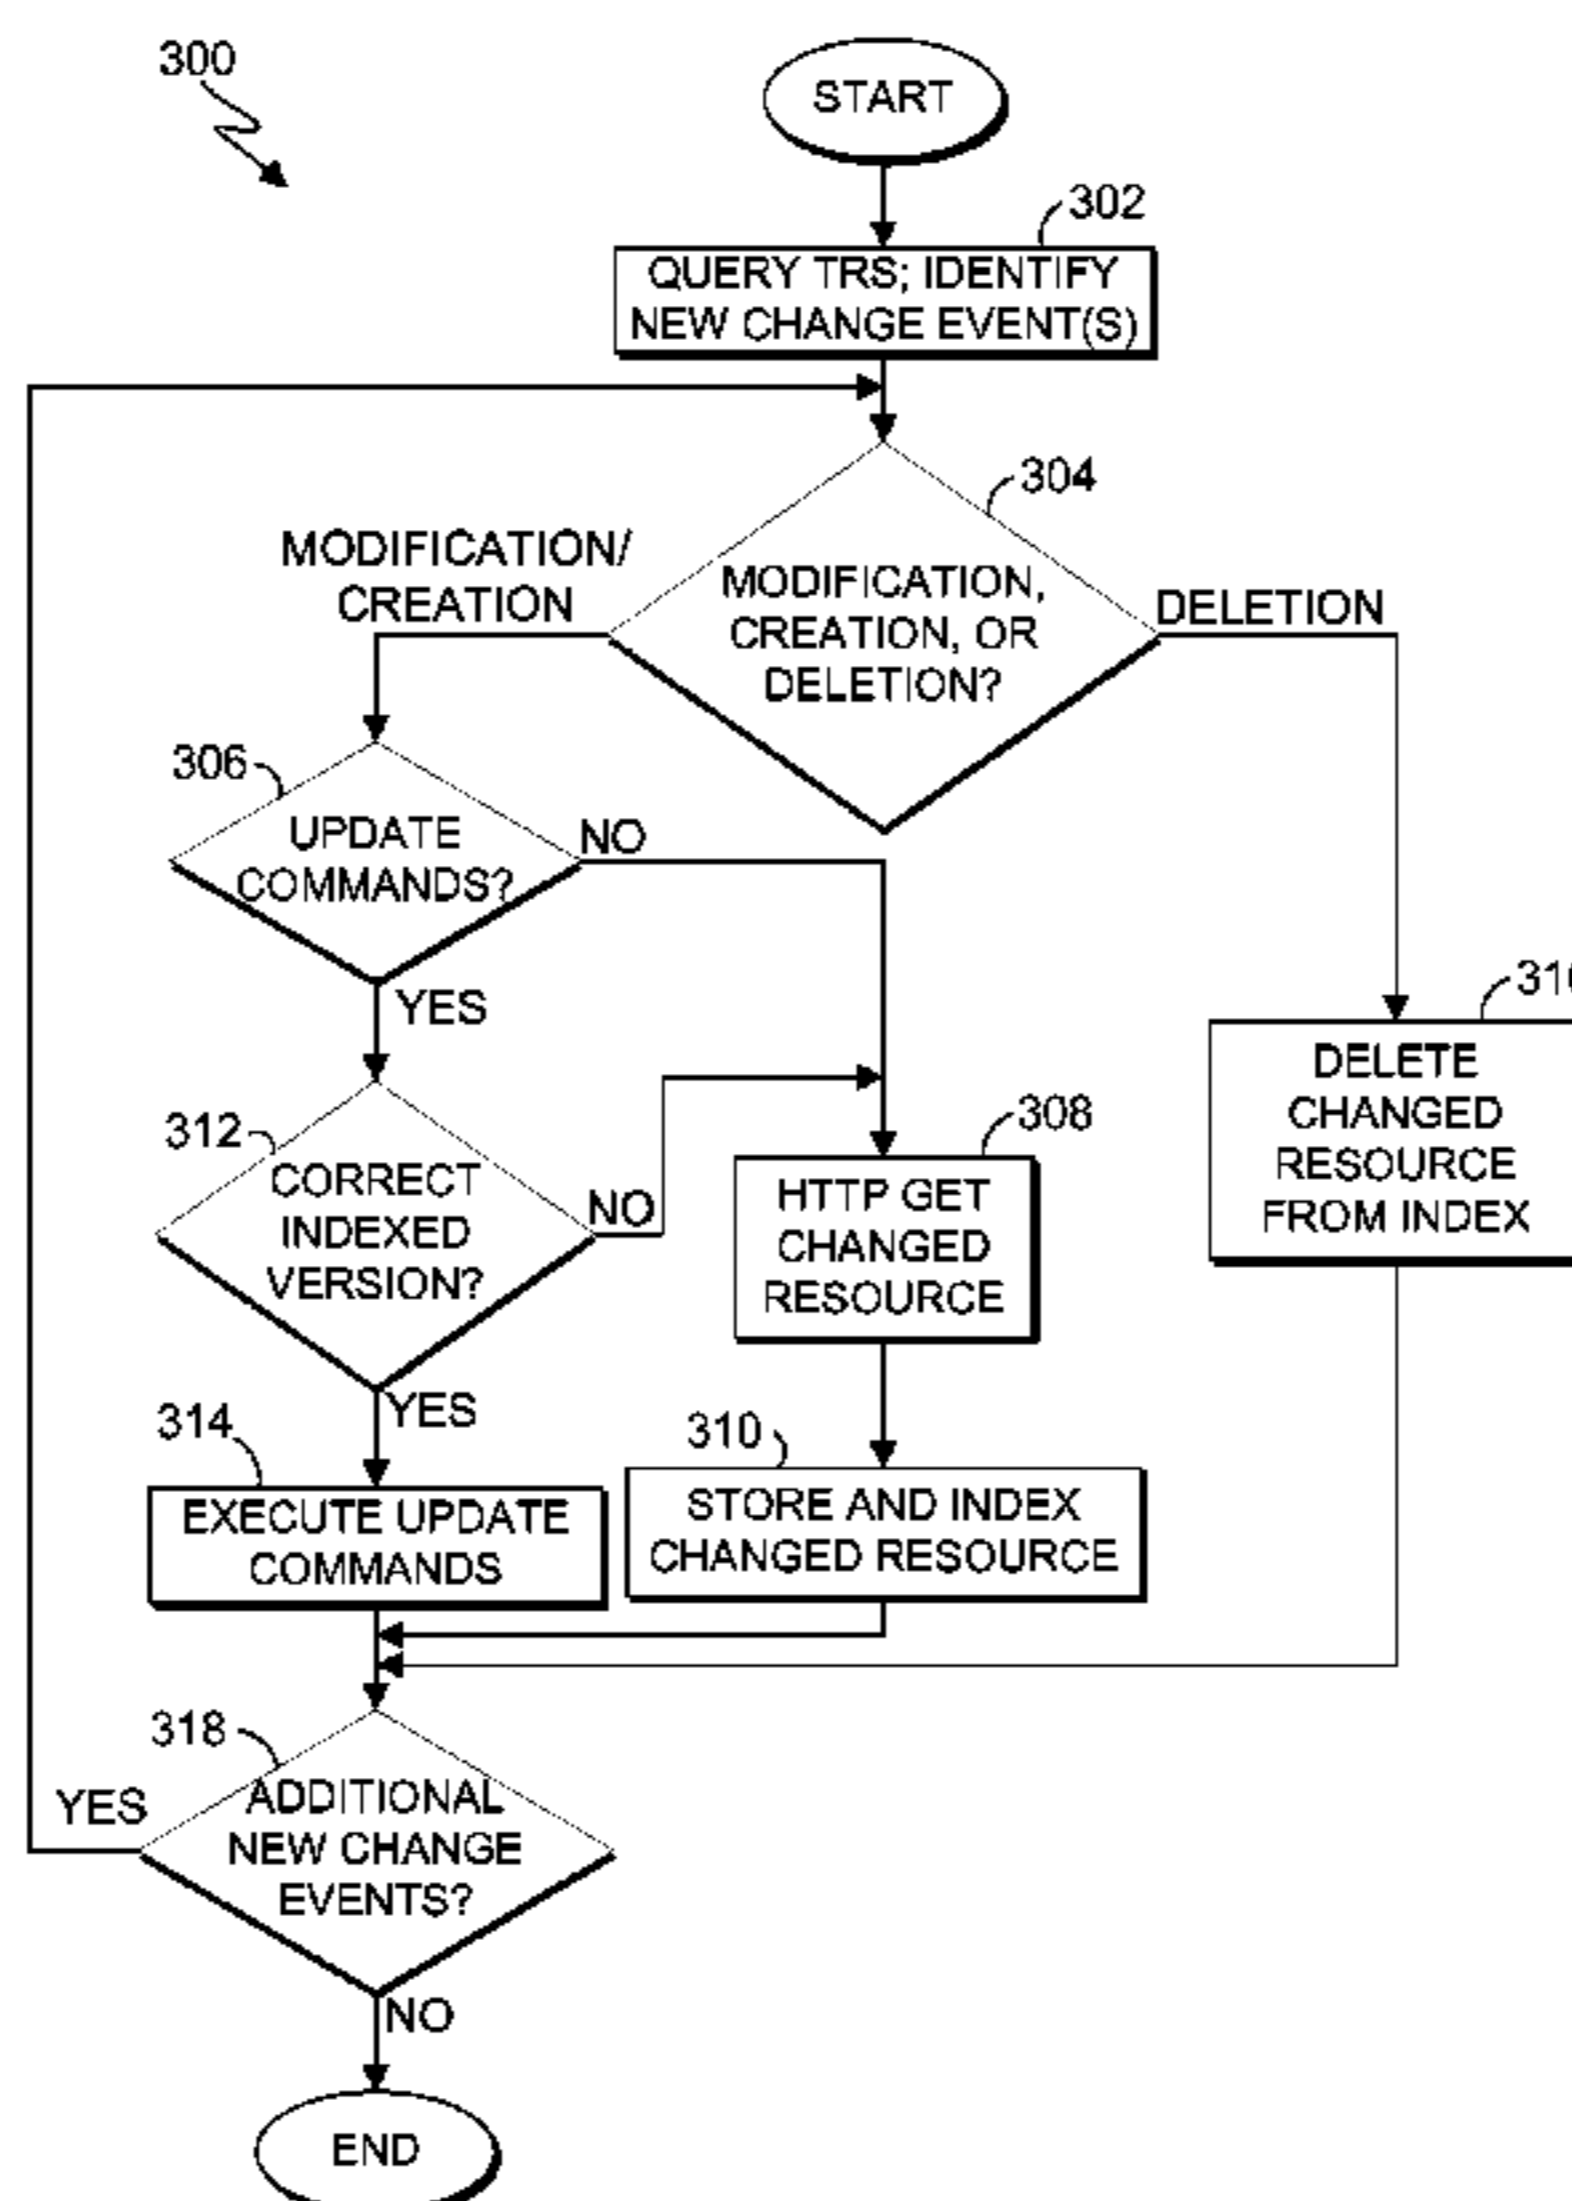 300
START
302
QUERY TRS; IDENTIFY
NEW CHANGE EVENT(S)
304
MODIFICATION/
CREATION
MODIFICATION,
CREATION, OR
DELETION?
DELETION
306
UPDATE
COMMANDS?
NO
YES
312
CORRECT
INDEXED
VERSION?
NO
YES
308
HTTP GET
CHANGED
RESOURCE
DELETE
CHANGED
RESOURCE
FROM INDEX
314
EXECUTE UPDATE
COMMANDS
310
STORE AND INDEX
CHANGED RESOURCE
318
YES
ADDITIONAL
NEW CHANGE
EVENTS?
NO
END